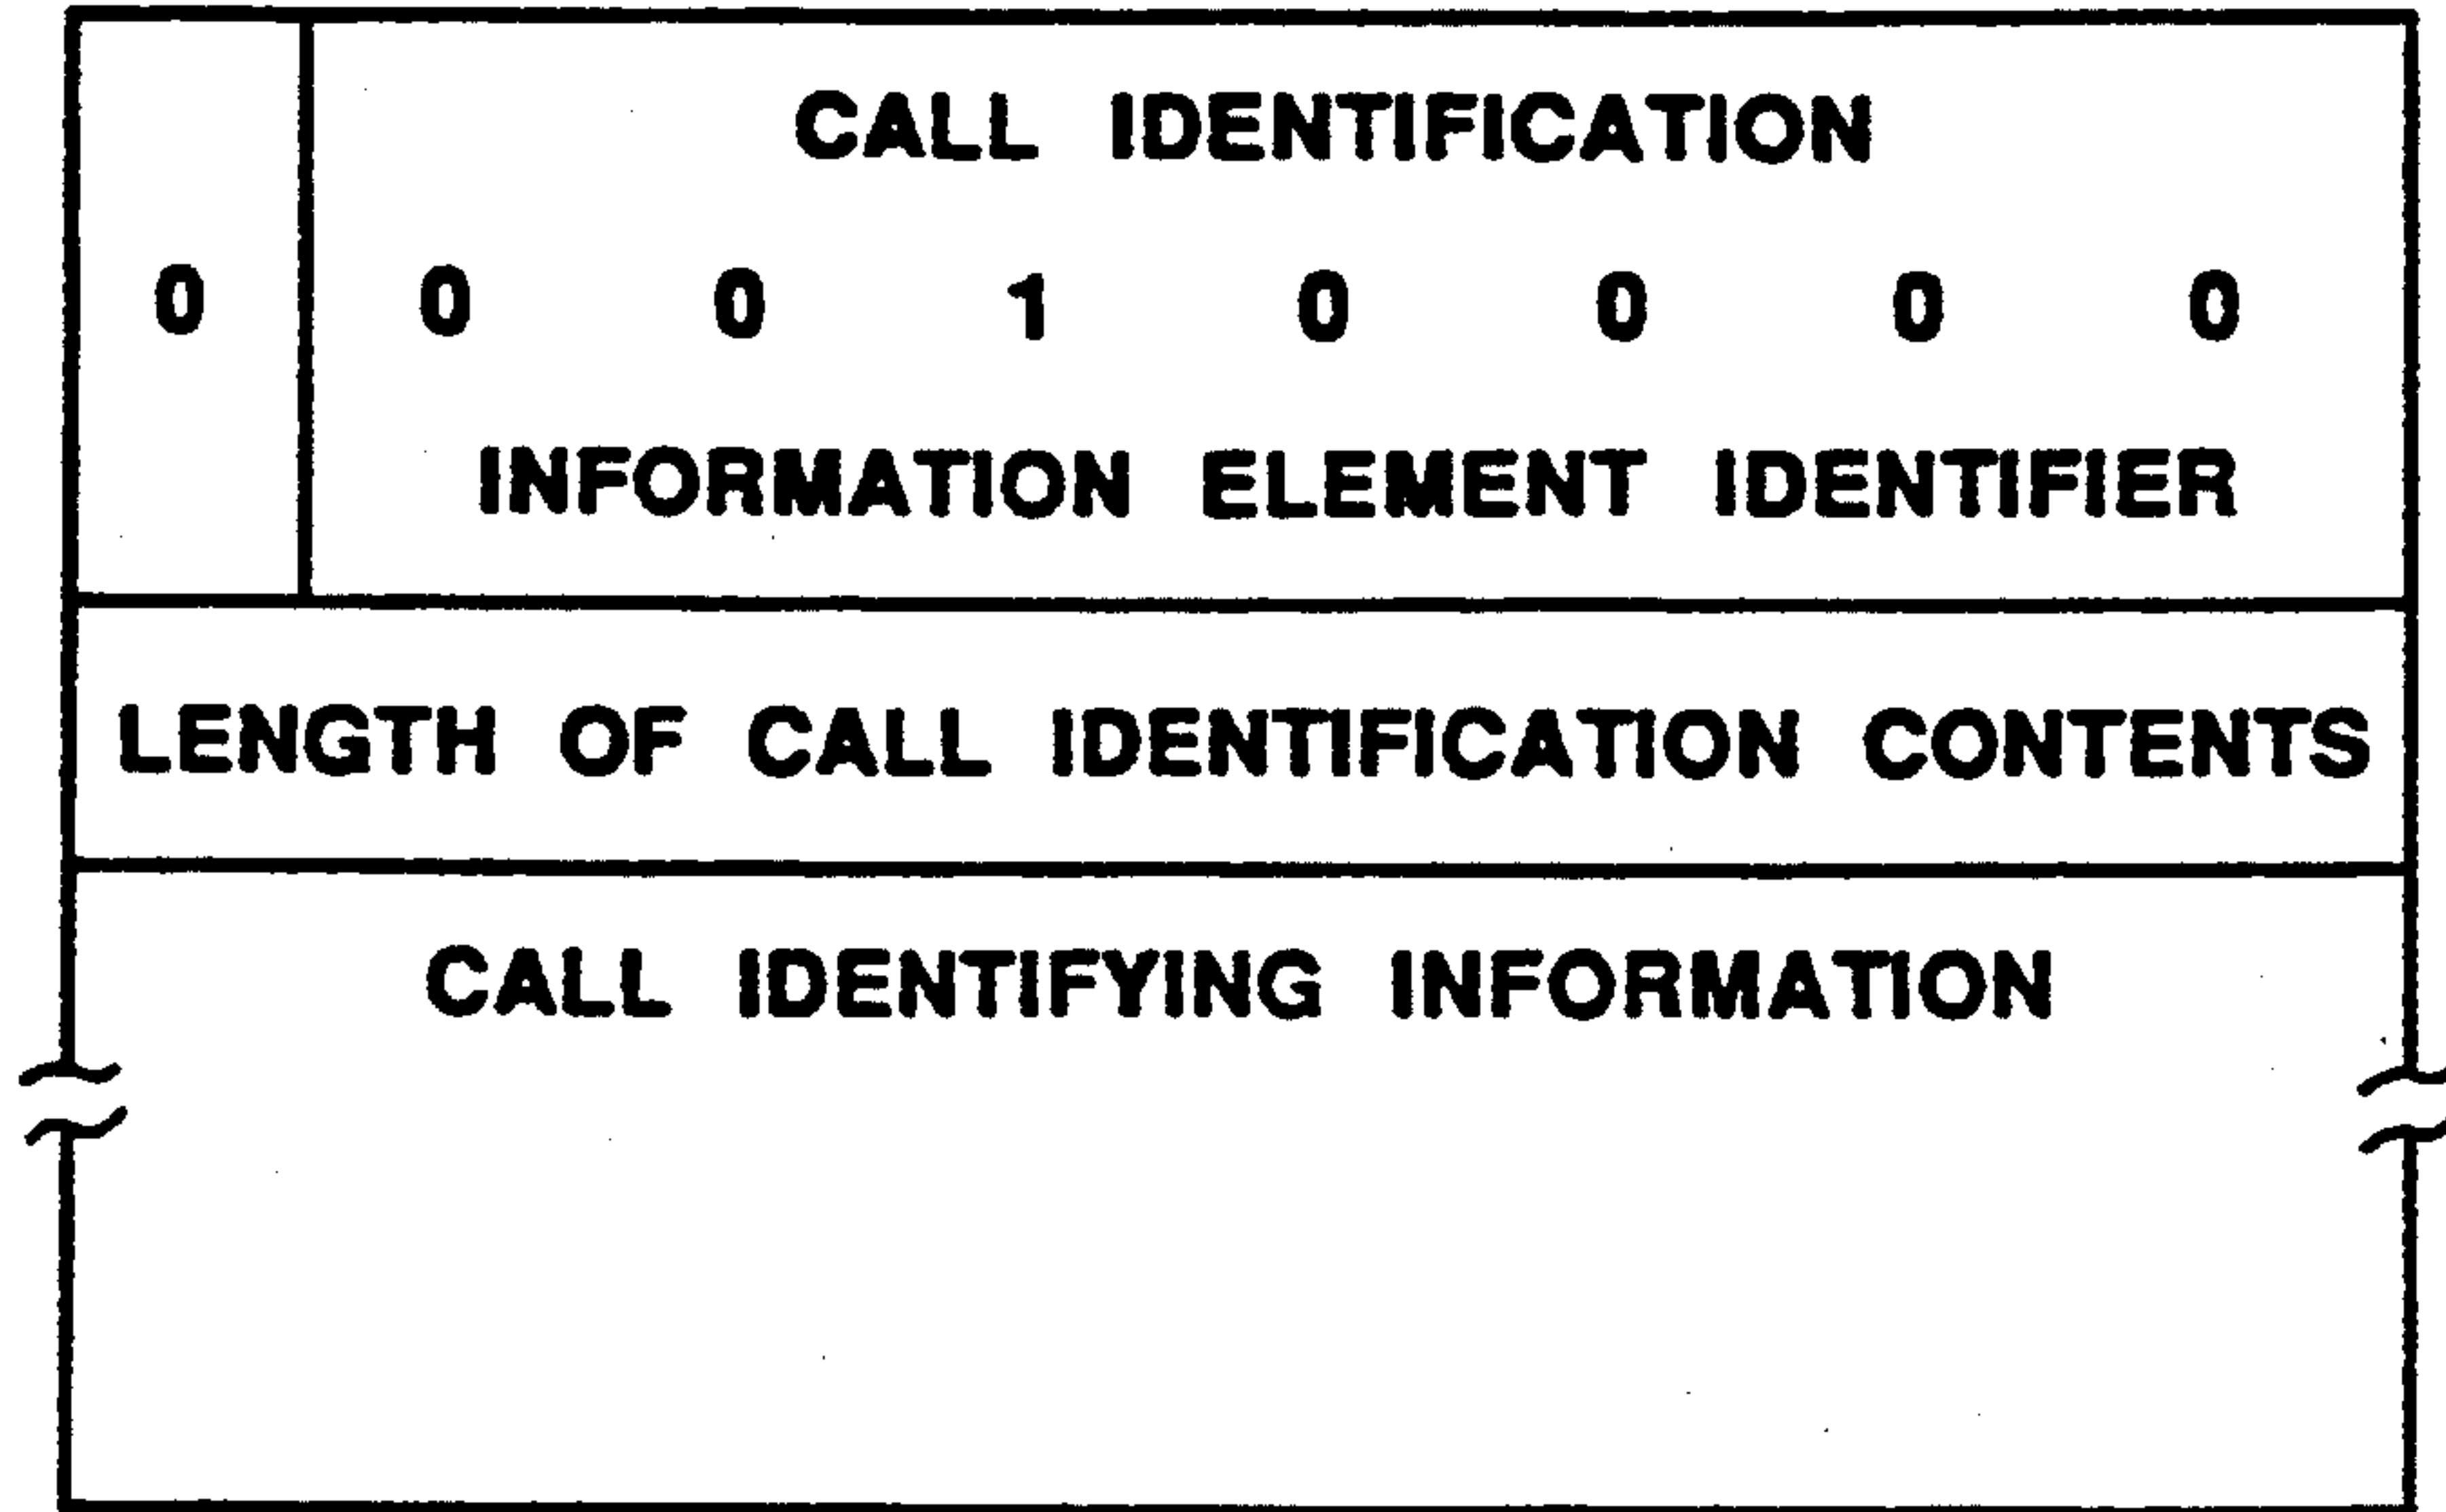 CALL IDENTIFICATION
0 0 0 1 0 0 0 0
INFORMATION ELEMENT IDENTIFIER
LENGTH OF CALL IDENTIFICATION CONTENTS
CALL IDENTIFYING INFORMATION